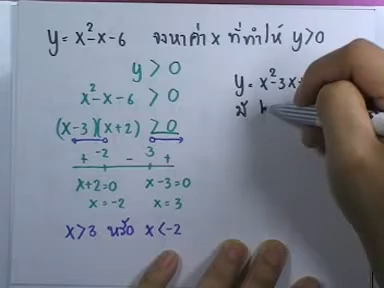 y = x²-x-6 จงหาค่า x ที่ทำให้ y>0
y > 0
x²-x-6 > 0
(x-3)(x+2) > 0
-2 3
+ - +
x+2=0 x-3=0
x = -2 x = 3
x>3 หรือ x<-2
y = x²-3x
มี